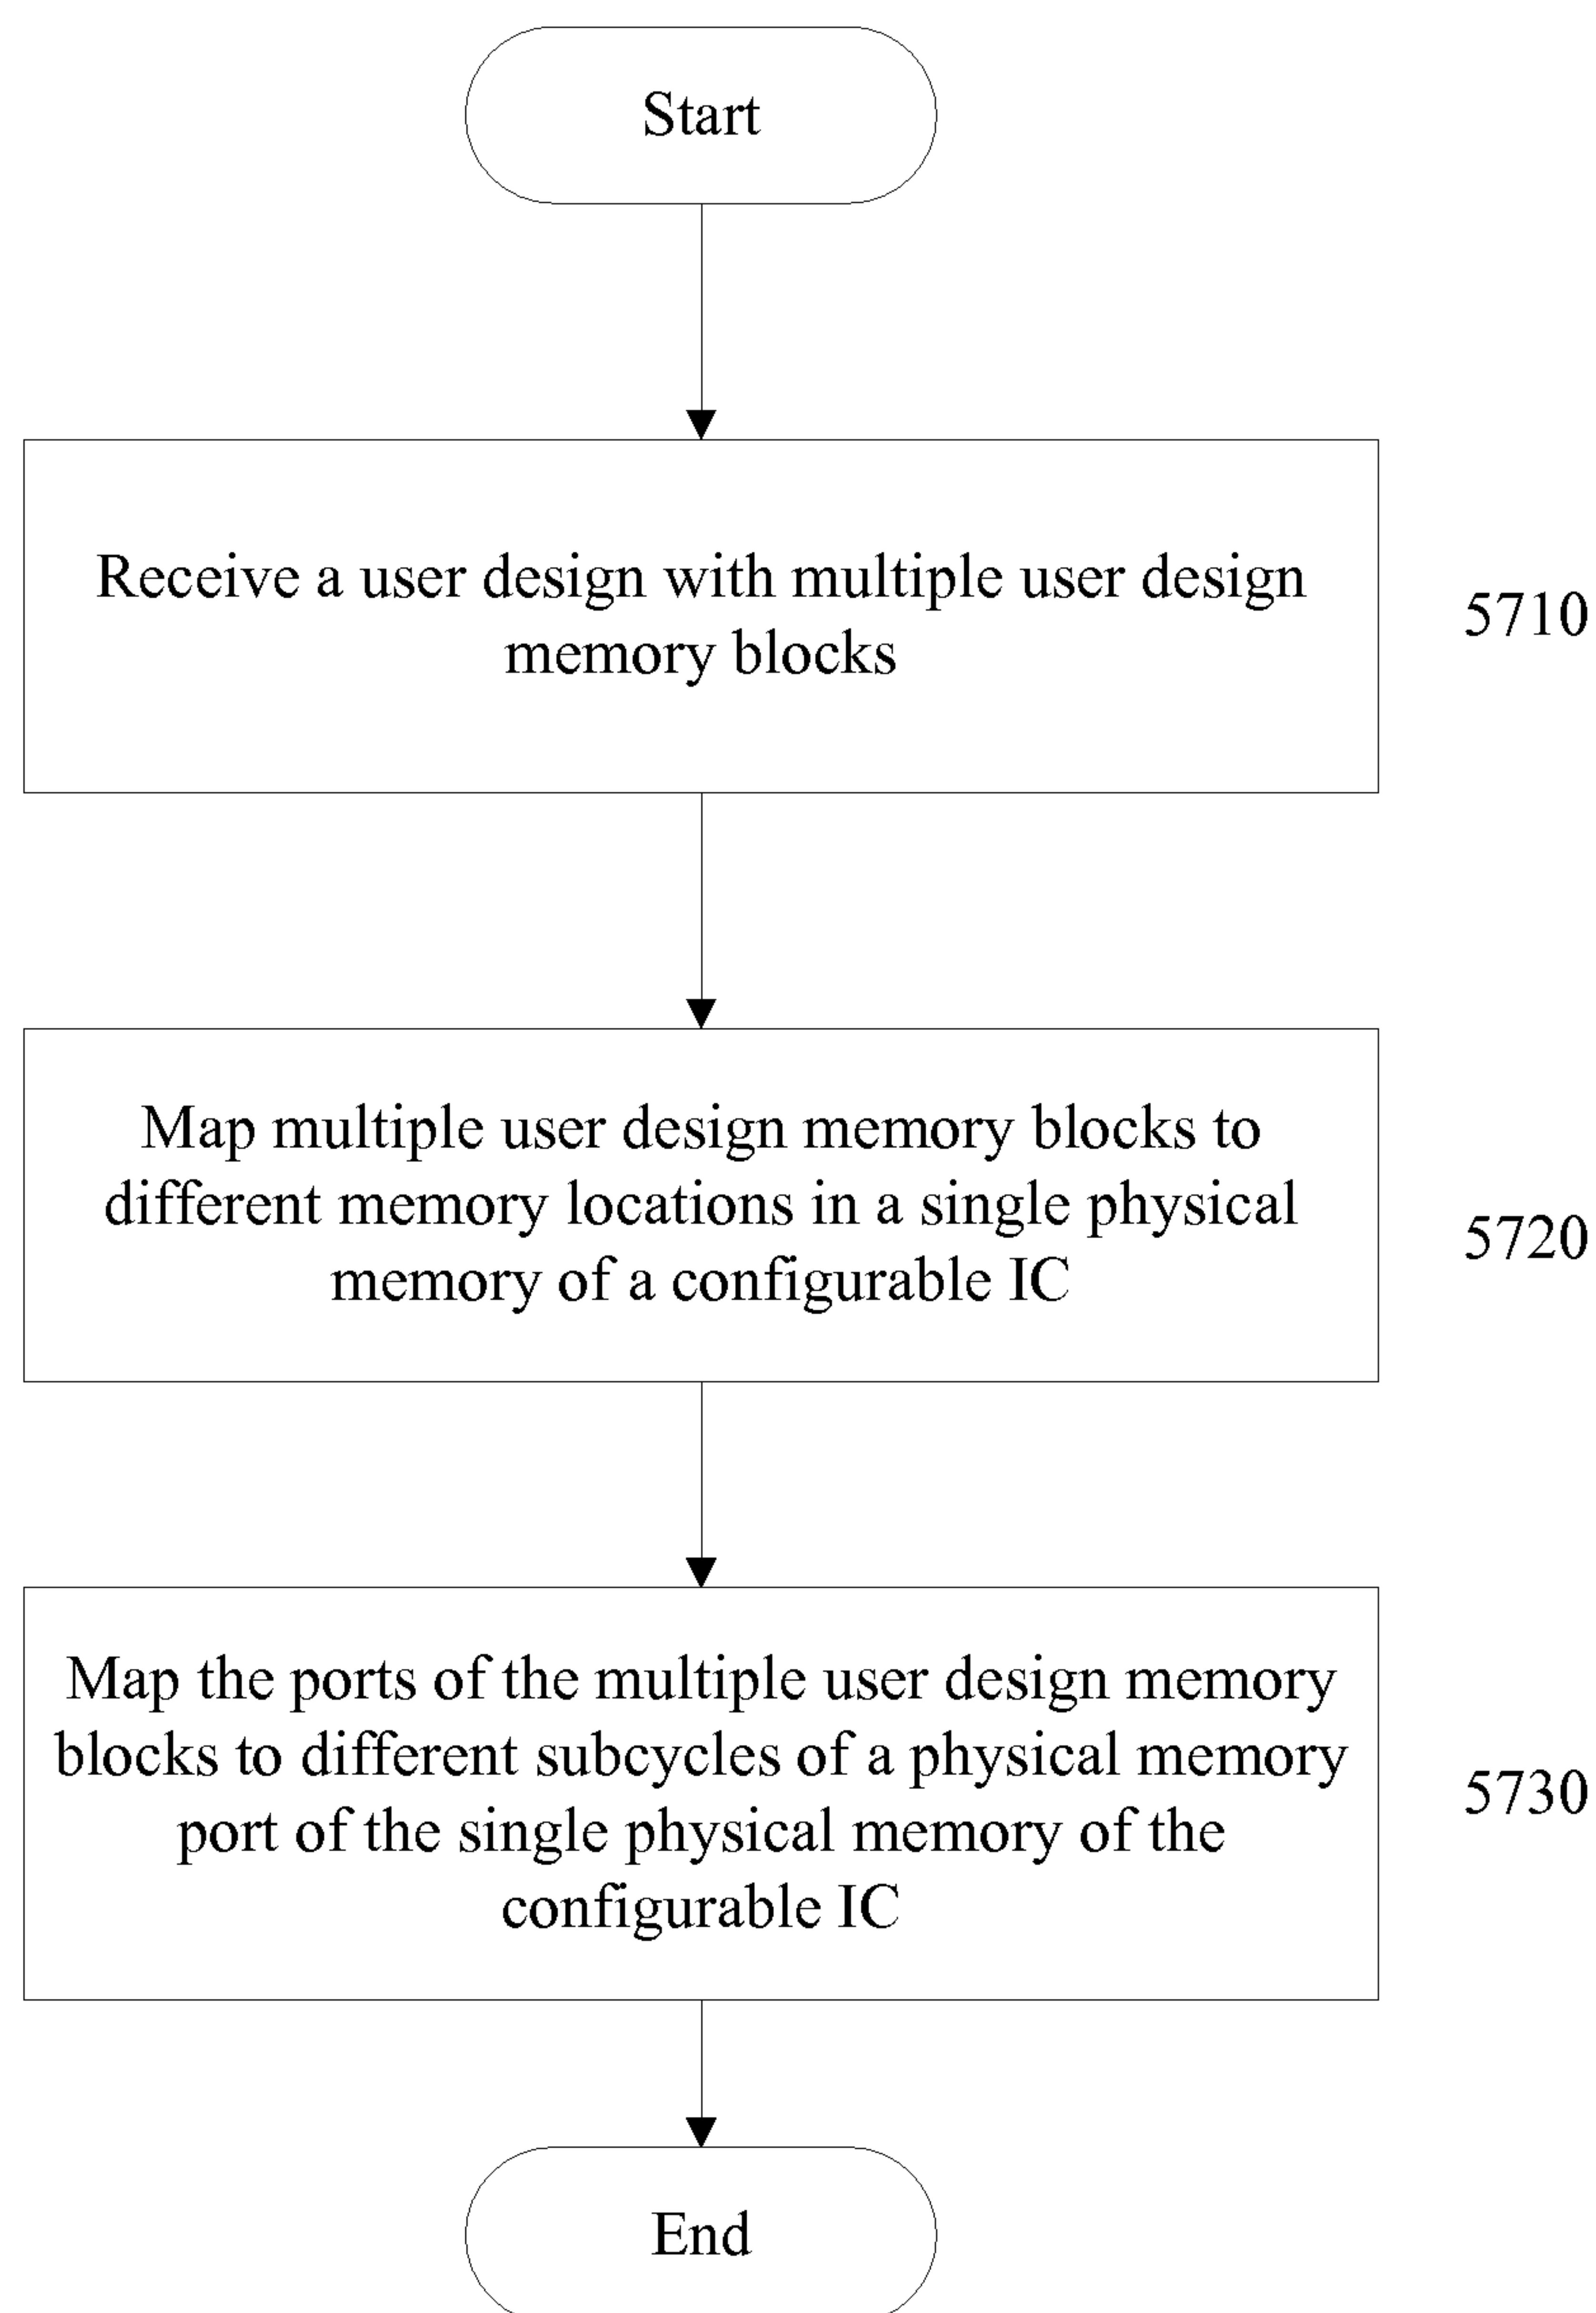 Start
Receive a user design with multiple user design
memory blocks
5710
Map multiple user design memory blocks to
different memory locations in a single physical
memory of a configurable IC
5720
Map the ports of the multiple user design memory
blocks to different subcycles of a physical memory
port of the single physical memory of the
configurable IC
5730
End